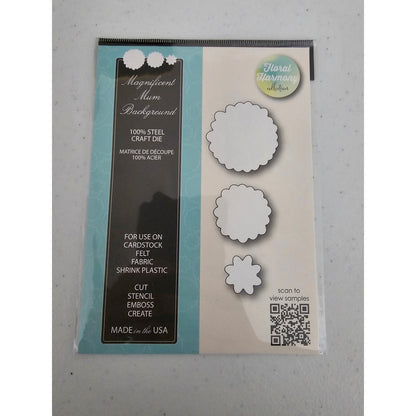 Magnificent
Mum
Background
100% STEEL
CRAFT DIE
MATRICE DE DÉCOUPE
100% ACIER
FOR USE ON
CARDSTOCK
FELT
FABRIC
SHRINK PLASTIC
CUT
STENCIL
EMBOSS
CREATE
MADE in the USA
Floral
Harmony
collection
scan to
view samples